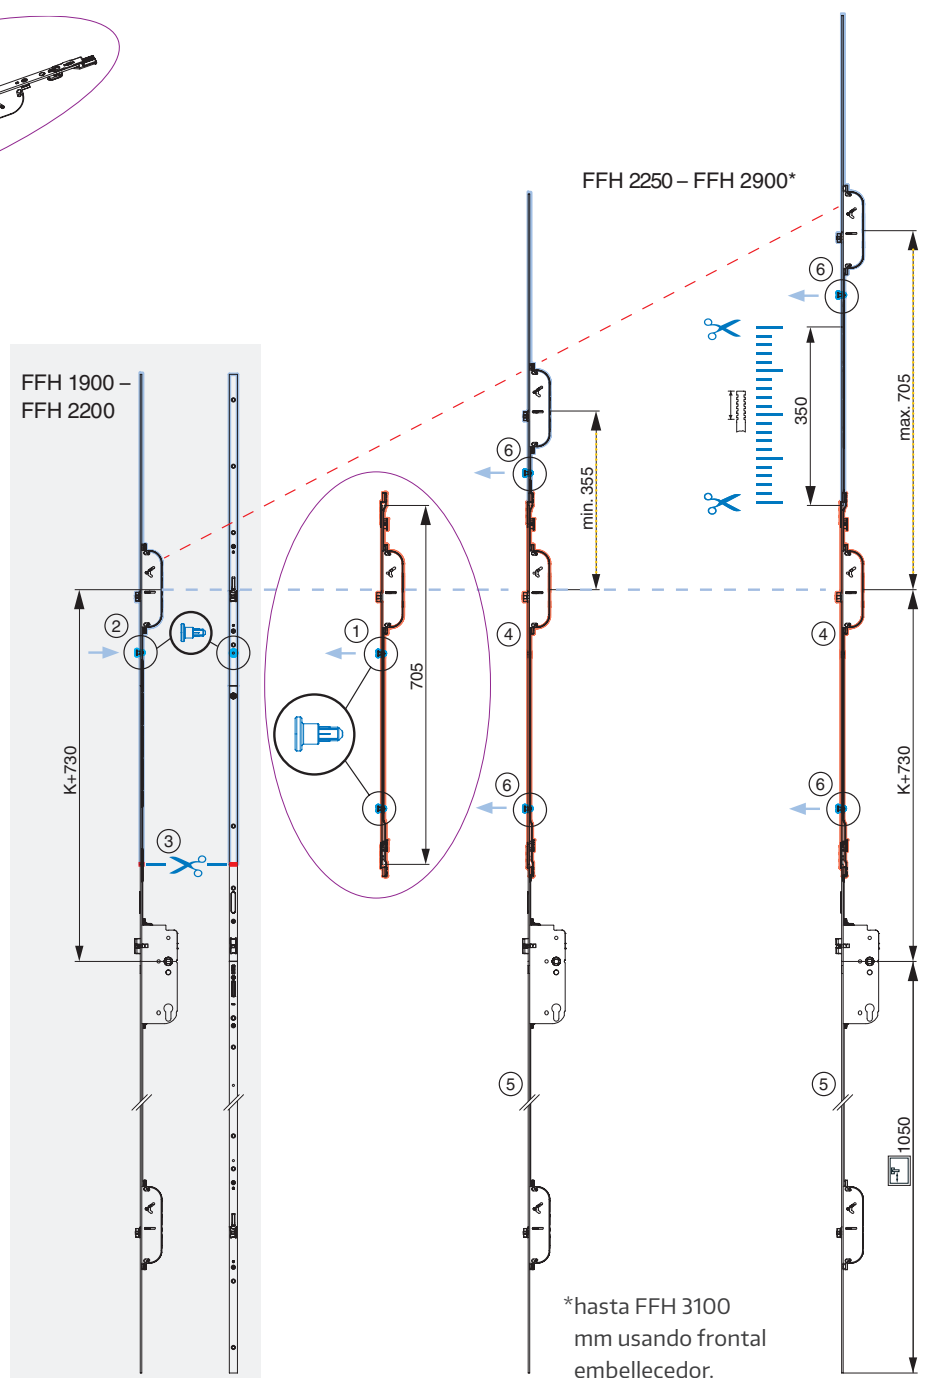 FFH 2250 – FFH 2900*
FFH 1900 –
FFH 2200
6
max. 705
350
6
min. 355
2
1
705
4
4
K+730
K+730
6
6
3
5
5
1050
*hasta FFH 3100
mm usando frontal
embellecedor.